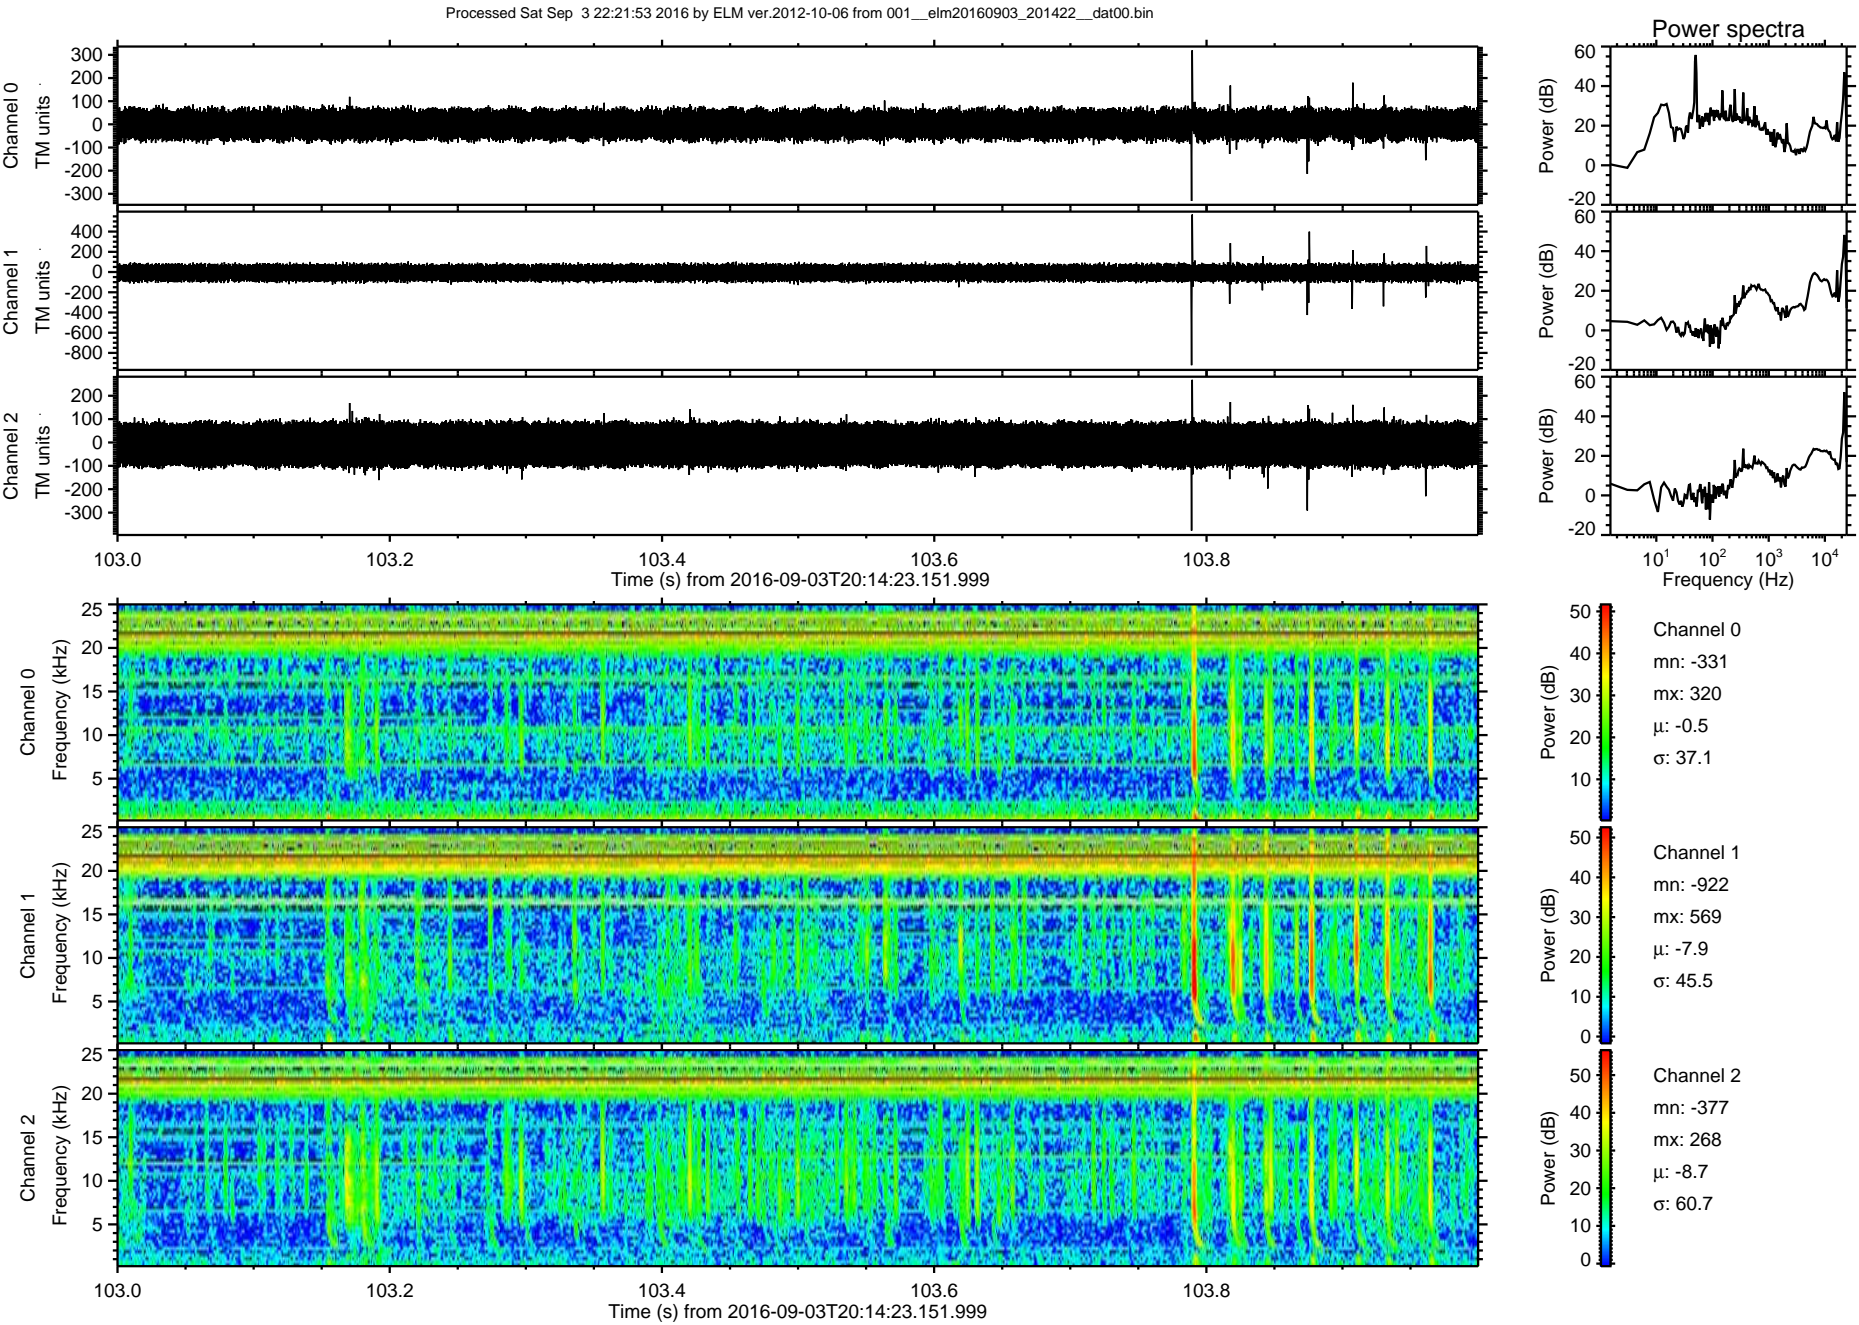 Processed Sat Sep  3 22:21:53 2016 by ELM ver.2012-10-06 from 001__elm20160903_201422__dat00.bin
Power spectra
Channel 0
TM units
300
200
100
0
-100
-200
-300
Power (dB)
60
40
20
0
-20
Channel 1
TM units
400
200
0
-200
-400
-600
-800
Power (dB)
60
40
20
0
-20
Channel 2
TM units
200
100
0
-100
-200
-300
Power (dB)
60
40
20
0
-20
103.0 103.2 103.4 103.6 103.8
Time (s) from 2016-09-03T20:14:23.151.999
10¹ 10² 10³ 10⁴
Frequency (Hz)
Channel 0
Frequency (kHz)
25
20
15
10
5
Power (dB)
50
40
30
20
10
Channel 0
mn: -331
mx: 320
μ: -0.5
σ: 37.1
Channel 1
Frequency (kHz)
25
20
15
10
5
Power (dB)
50
40
30
20
10
0
Channel 1
mn: -922
mx: 569
μ: -7.9
σ: 45.5
Channel 2
Frequency (kHz)
25
20
15
10
5
Power (dB)
50
40
30
20
10
0
Channel 2
mn: -377
mx: 268
μ: -8.7
σ: 60.7
103.0 103.2 103.4 103.6 103.8
Time (s) from 2016-09-03T20:14:23.151.999